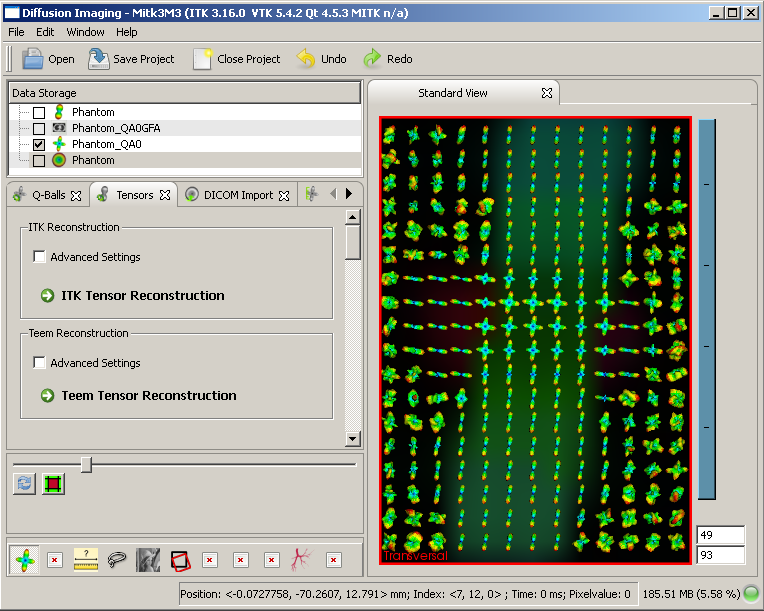 Diffusion Imaging - Mitk3M3 (ITK 3.16.0 VTK 5.4.2 Qt 4.5.3 MITK n/a)
File Edit Window Help
Open Save Project Close Project Undo Redo
Data Storage
Phantom
Phantom_QA0GFA
Phantom_QA0
Phantom
Q-Balls Tensors DICOM Import
ITK Reconstruction
Advanced Settings
ITK Tensor Reconstruction
Teem Reconstruction
Advanced Settings
Teem Tensor Reconstruction
?
Standard View
Transversal
49
93
Position: <-0.0727758, -70.2607, 12.791> mm; Index: <7, 12, 0> ; Time: 0 ms; Pixelvalue: 0 185.51 MB (5.58 %)